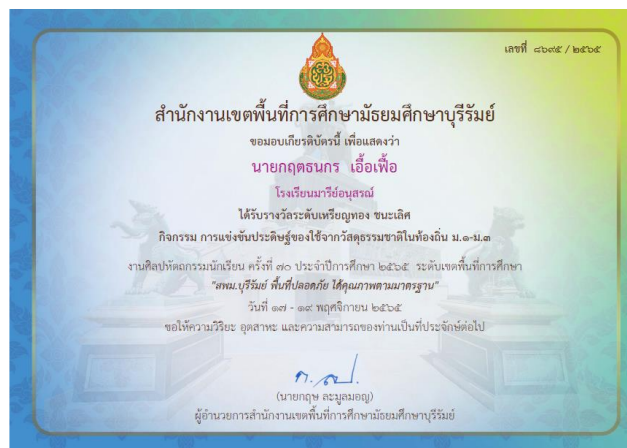 เลขที่ ๘๖๙๕ / ๒๕๖๕
สำนักงานเขตพื้นที่การศึกษามัธยมศึกษาบุรีรัมย์
ขอมอบเกียรติบัตรนี้ เพื่อแสดงว่า
นายกฤตธนกร เอื้อเฟื้อ
โรงเรียนมารีย์อนุสรณ์
ได้รับรางวัลระดับเหรียญทอง ชนะเลิศ
กิจกรรม การแข่งขันประดิษฐ์ของใช้จากวัสดุธรรมชาติในท้องถิ่น ม.๑-ม.๓
งานศิลปหัตถกรรมนักเรียน ครั้งที่ ๗๐ ประจำปีการศึกษา ๒๕๖๕ ระดับเขตพื้นที่การศึกษา
"สพม.บุรีรัมย์ พื้นที่ปลอดภัย ได้คุณภาพตามมาตรฐาน"
วันที่ ๑๗ - ๑๙ พฤศจิกายน ๒๕๖๕
ขอให้ความวิริยะ อุตสาหะ และความสามารถของท่านเป็นที่ประจักษ์ต่อไป
(นายกฤษ ละมูลมอญ)
ผู้อำนวยการสำนักงานเขตพื้นที่การศึกษามัธยมศึกษาบุรีรัมย์